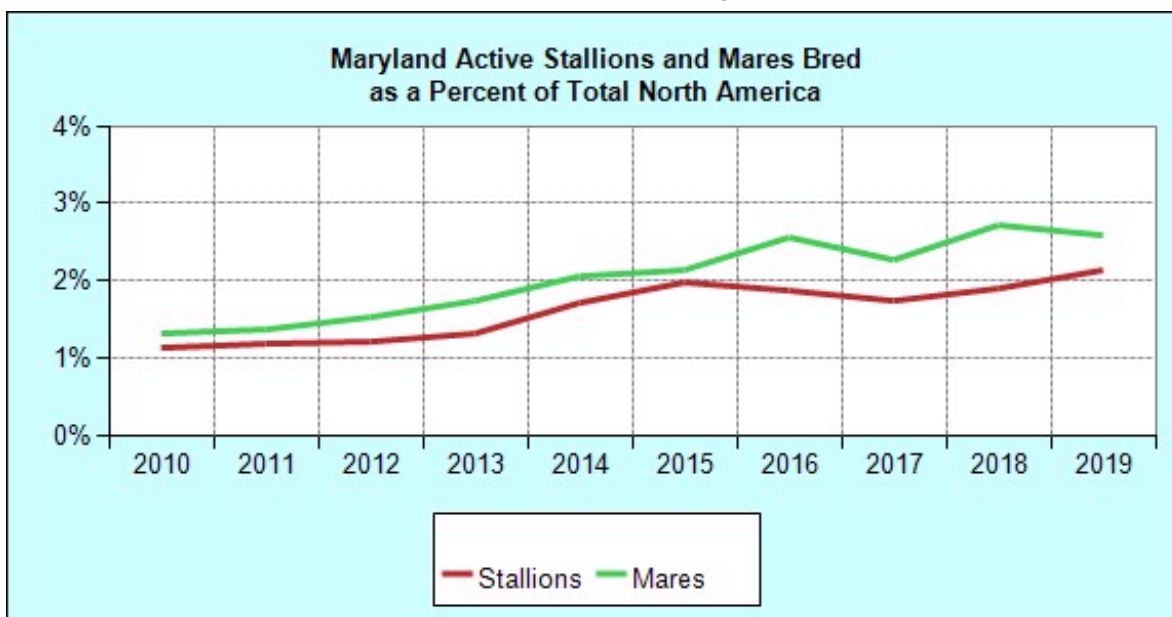 Maryland Active Stallions and Mares Bred
as a Percent of Total North America
4%
3%
2%
1%
0%
2010 2011 2012 2013 2014 2015 2016 2017 2018 2019
Stallions Mares